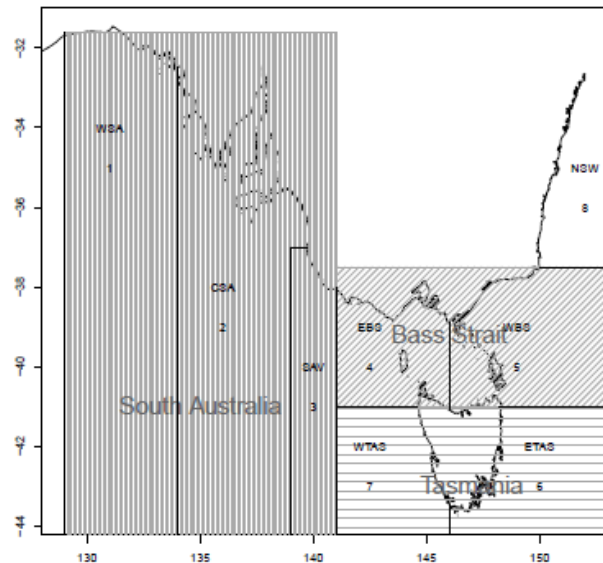 -32
-34
-36
-38
-40
-42
-44
WSA
1
NSW
8
CSA
2
EBS
4
Bass Strait
WBS
5
SAV
3
South Australia
WTAS
7
ETAS
6
Tasmania
130
135
140
145
150